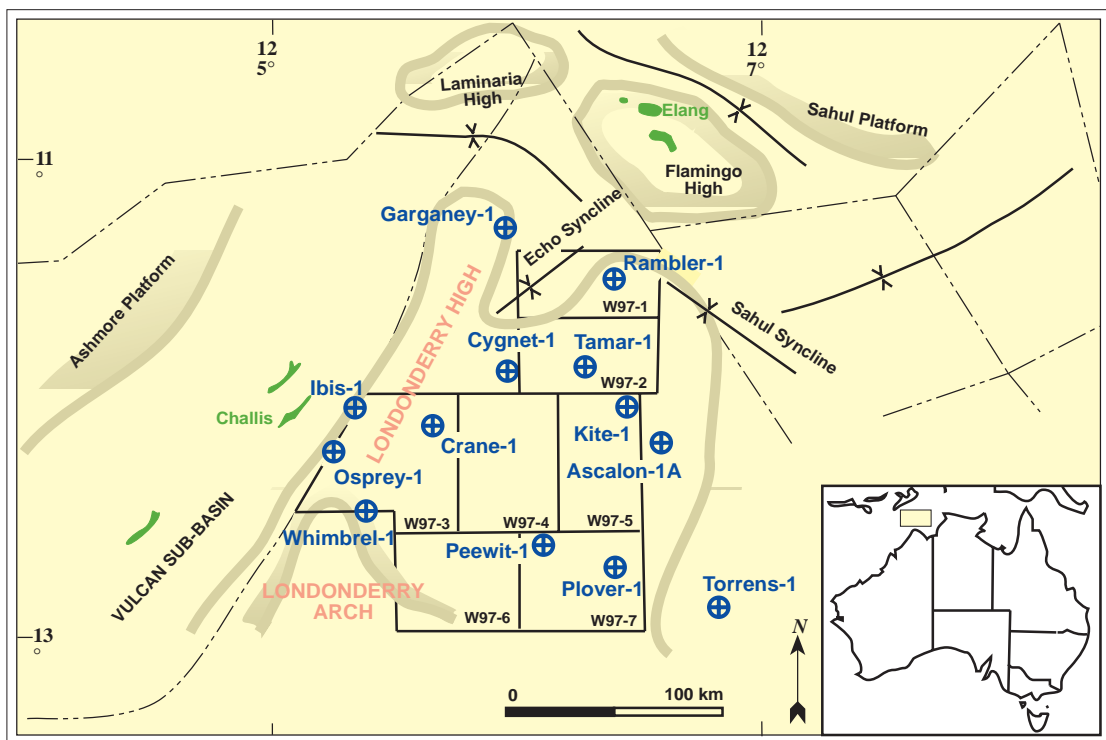 12
5°
12
7°
Laminaria
High
Elang
Sahul Platform
11
°
Flamingo
High
Garganey-1
Echo Syncline
Rambler-1
W97-1
Ashmore Platform
LONDONDERRY HIGH
Sahul Syncline
Cygnet-1
Tamar-1
W97-2
Ibis-1
Challis
Crane-1
Kite-1
Osprey-1
Ascalon-1A
VULCAN SUB-BASIN
W97-3
W97-4
W97-5
Whimbrel-1
Peewit-1
LONDONDERRY
ARCH
Plover-1
Torrens-1
W97-6
W97-7
13
°
N
0
100 km